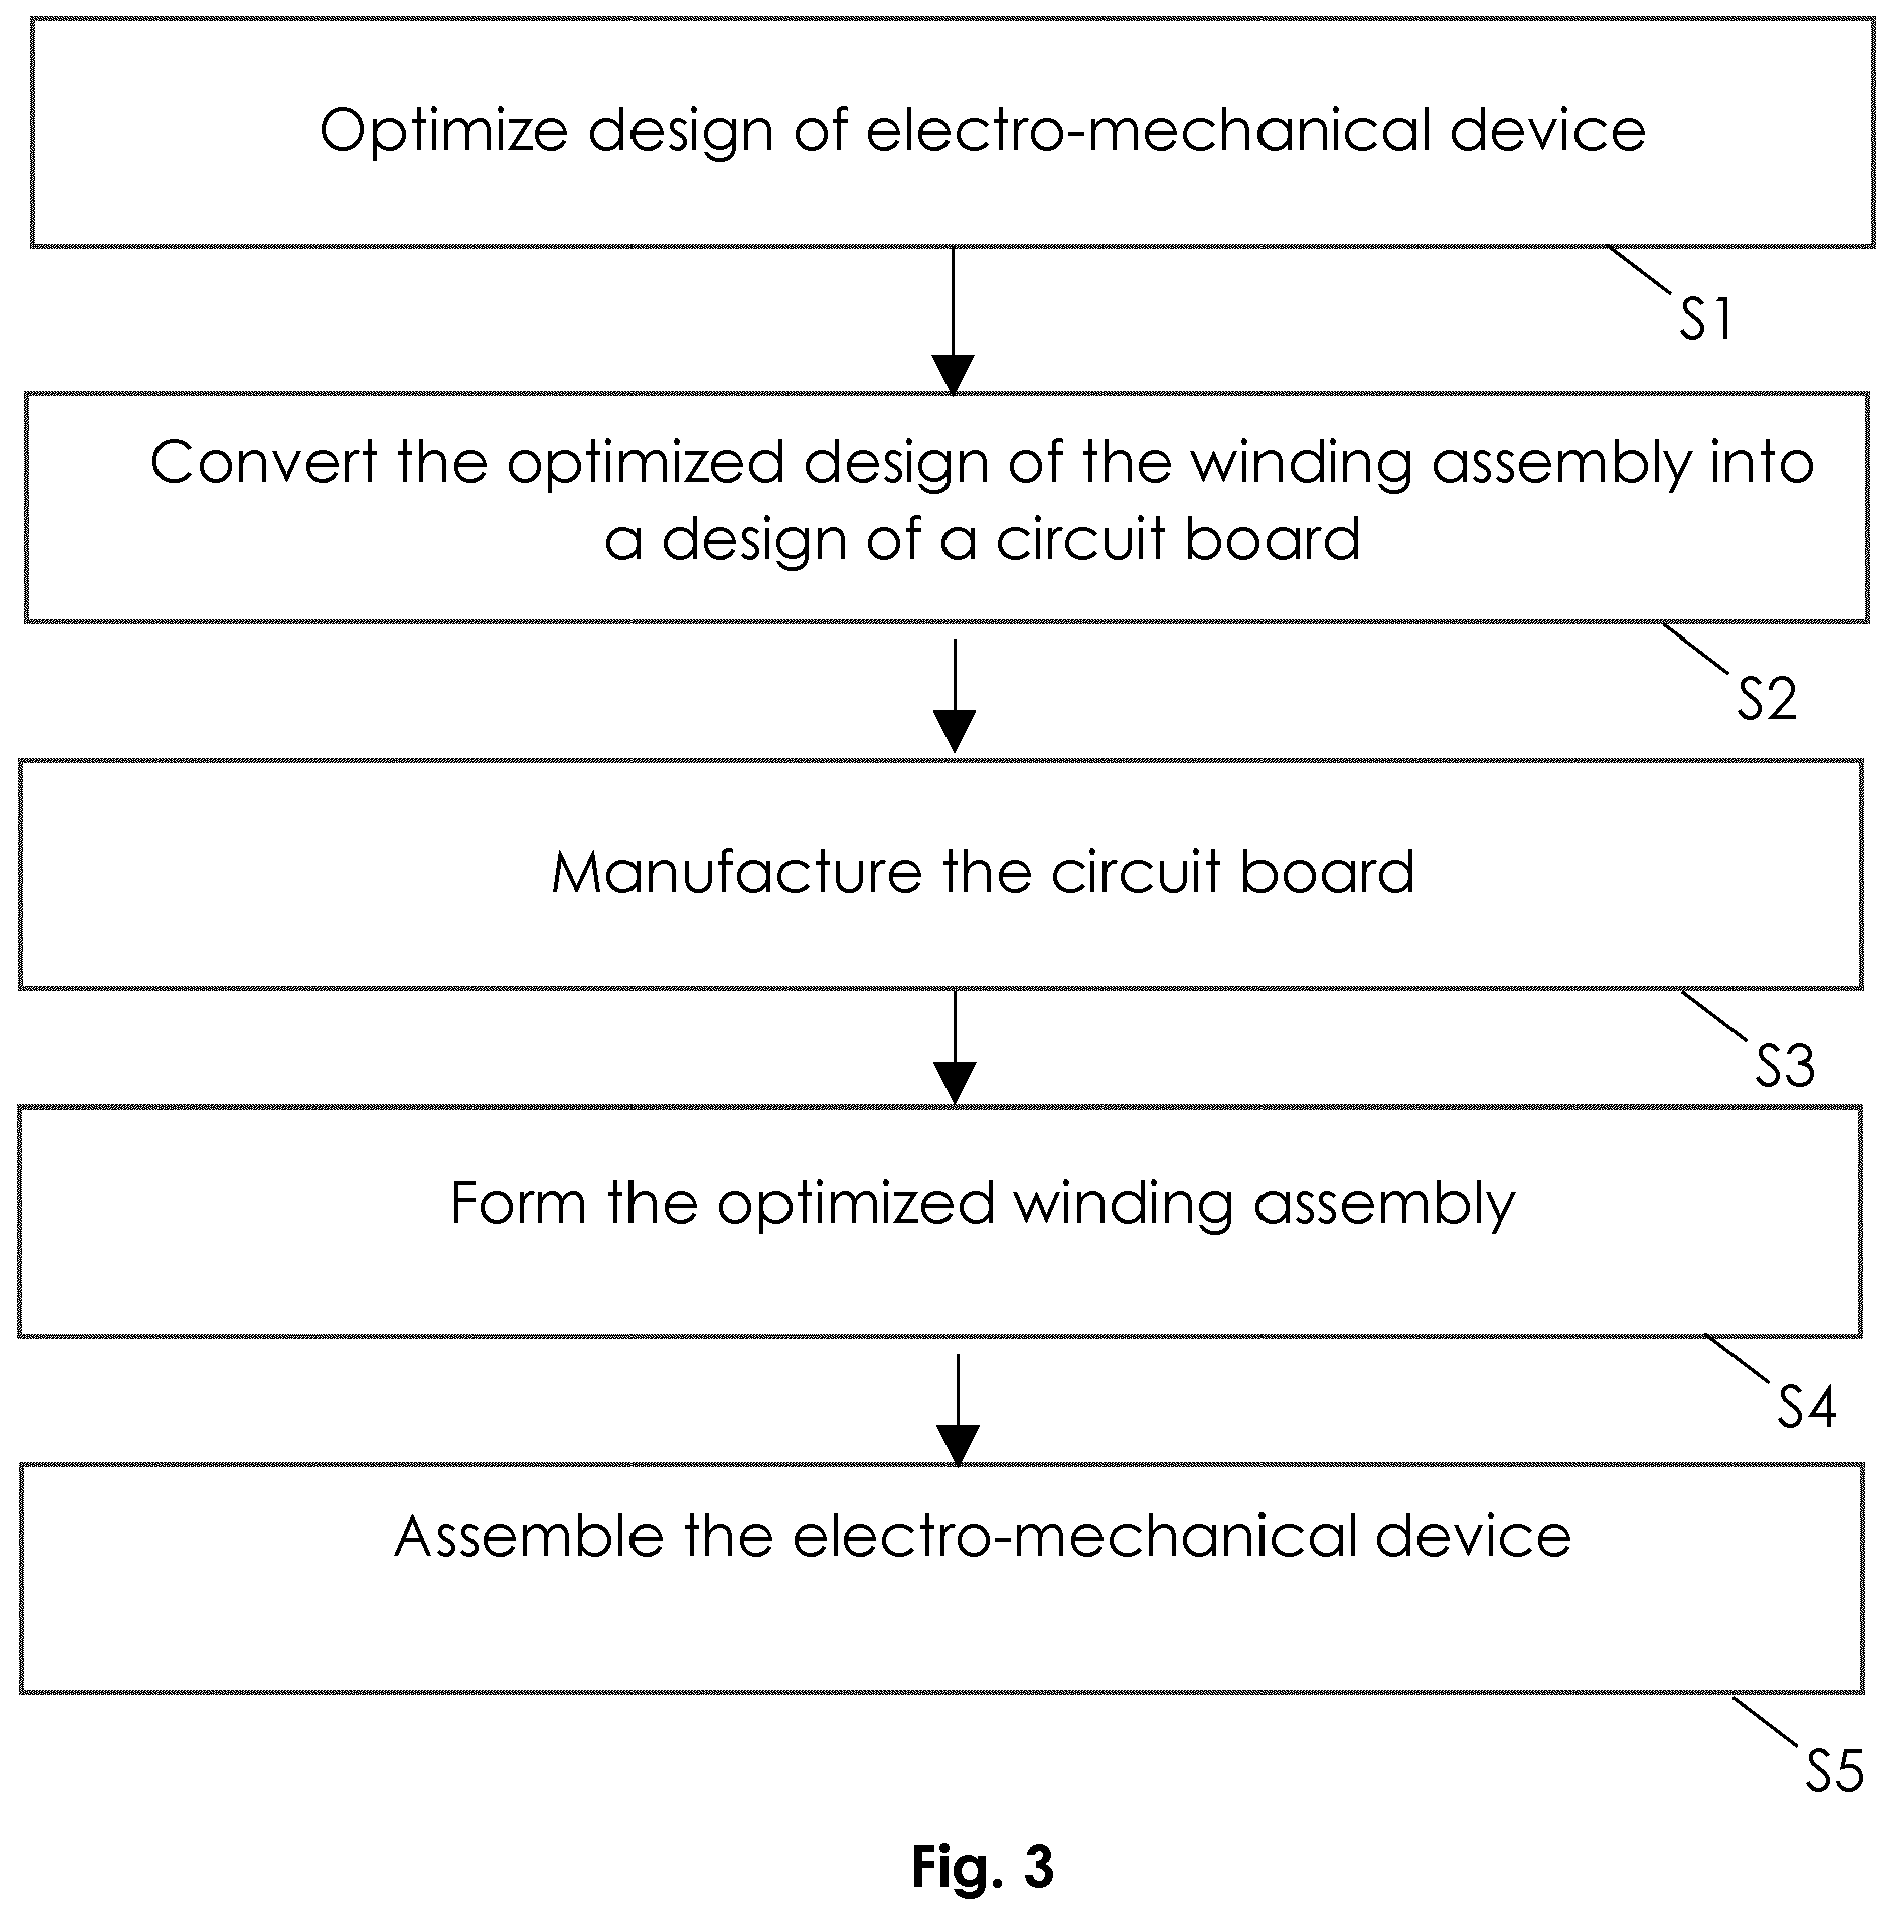 Optimize design of electro-mechanical device
S1
Convert the optimized design of the winding assembly into
a design of a circuit board
S2
Manufacture the circuit board
S3
Form the optimized winding assembly
S4
Assemble the electro-mechanical device
S5
Fig. 3